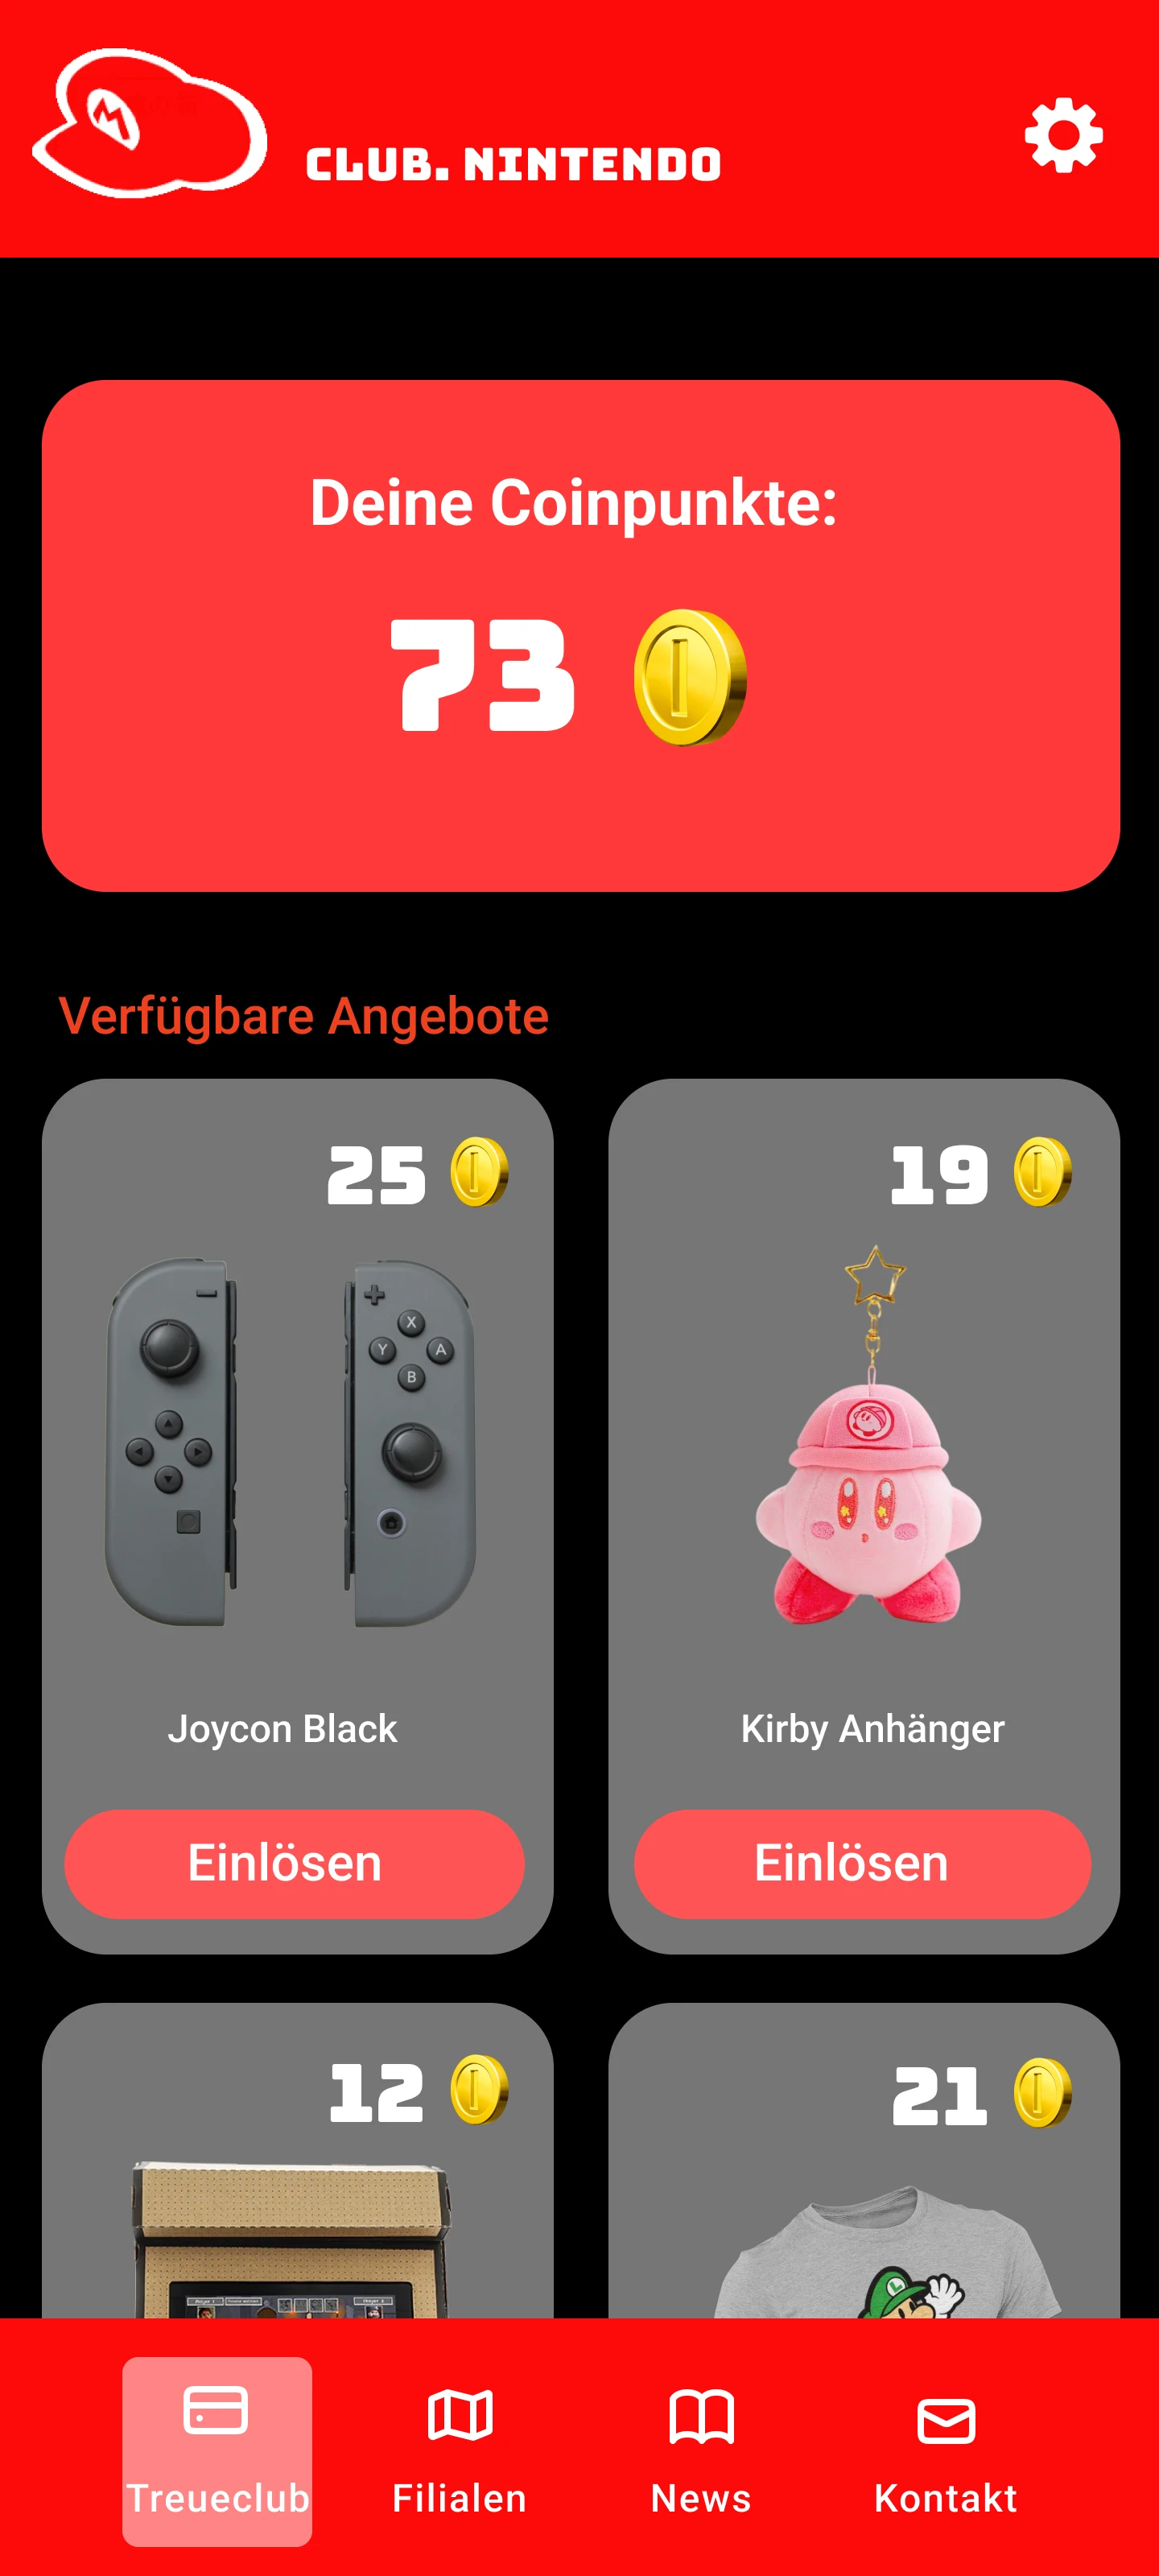 M
CLUB. NINTENDO
Deine Coinpunkte:
73
Verfügbare Angebote
25
19
X
Y A
B
Joycon Black
Kirby Anhänger
Einlösen
Einlösen
12
21
L
Treueclub
Filialen
News
Kontakt